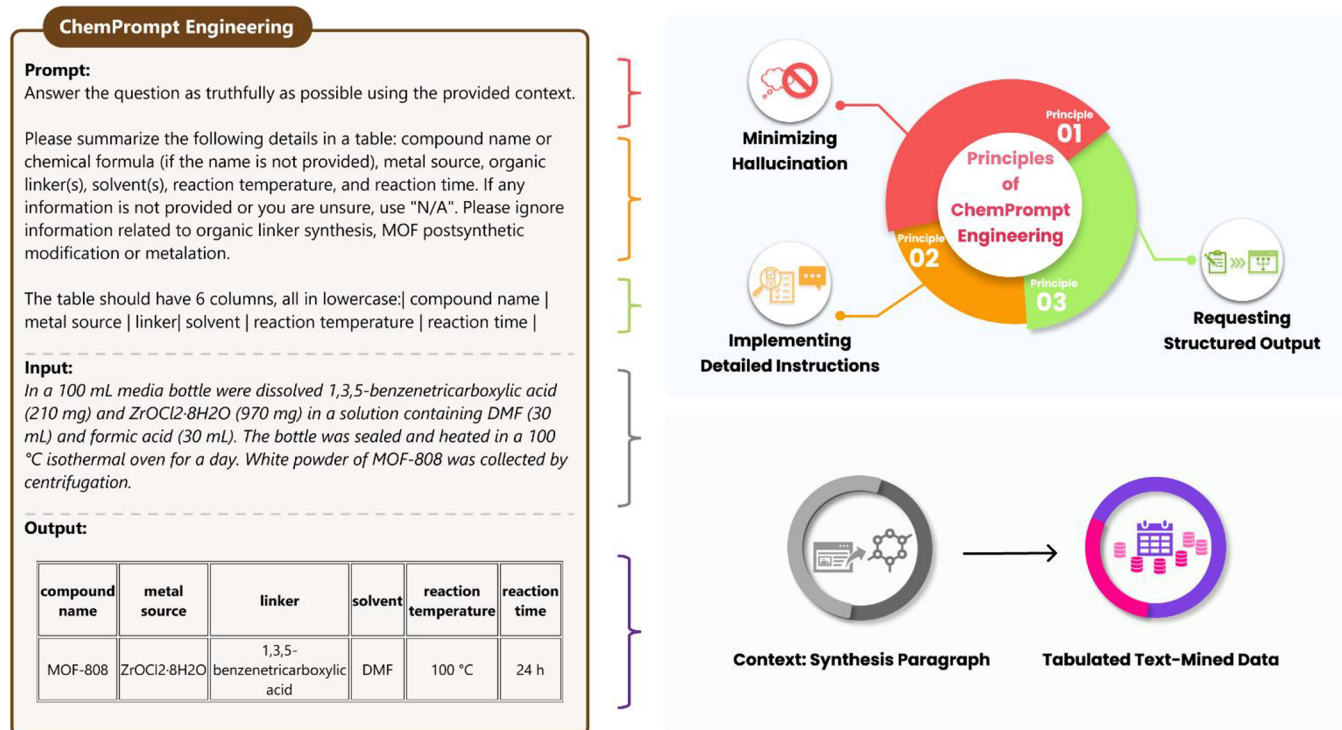 ChemPrompt Engineering
Prompt:
Answer the question as truthfully as possible using the provided context.
Please summarize the following details in a table: compound name or
chemical formula (if the name is not provided), metal source, organic
linker(s), solvent(s), reaction temperature, and reaction time. If any
information is not provided or you are unsure, use "N/A". Please ignore
information related to organic linker synthesis, MOF postsynthetic
modification or metalation.
The table should have 6 columns, all in lowercase:| compound name |
metal source | linker| solvent | reaction temperature | reaction time |
Input:
In a 100 mL media bottle were dissolved 1,3,5-benzenetricarboxylic acid
(210 mg) and ZrOCl2·8H2O (970 mg) in a solution containing DMF (30
mL) and formic acid (30 mL). The bottle was sealed and heated in a 100
°C isothermal oven for a day. White powder of MOF-808 was collected by
centrifugation.
Output:
compound name | metal source | linker | solvent | reaction temperature | reaction time
MOF-808 | ZrOCl2·8H2O | 1,3,5-benzenetricarboxylic acid | DMF | 100 °C | 24 h
Minimizing
Hallucination
Principle
01
Principles
of
ChemPrompt
Engineering
Principle
02
Principle
03
Implementing
Detailed Instructions
Requesting
Structured Output
Context: Synthesis Paragraph
Tabulated Text-Mined Data